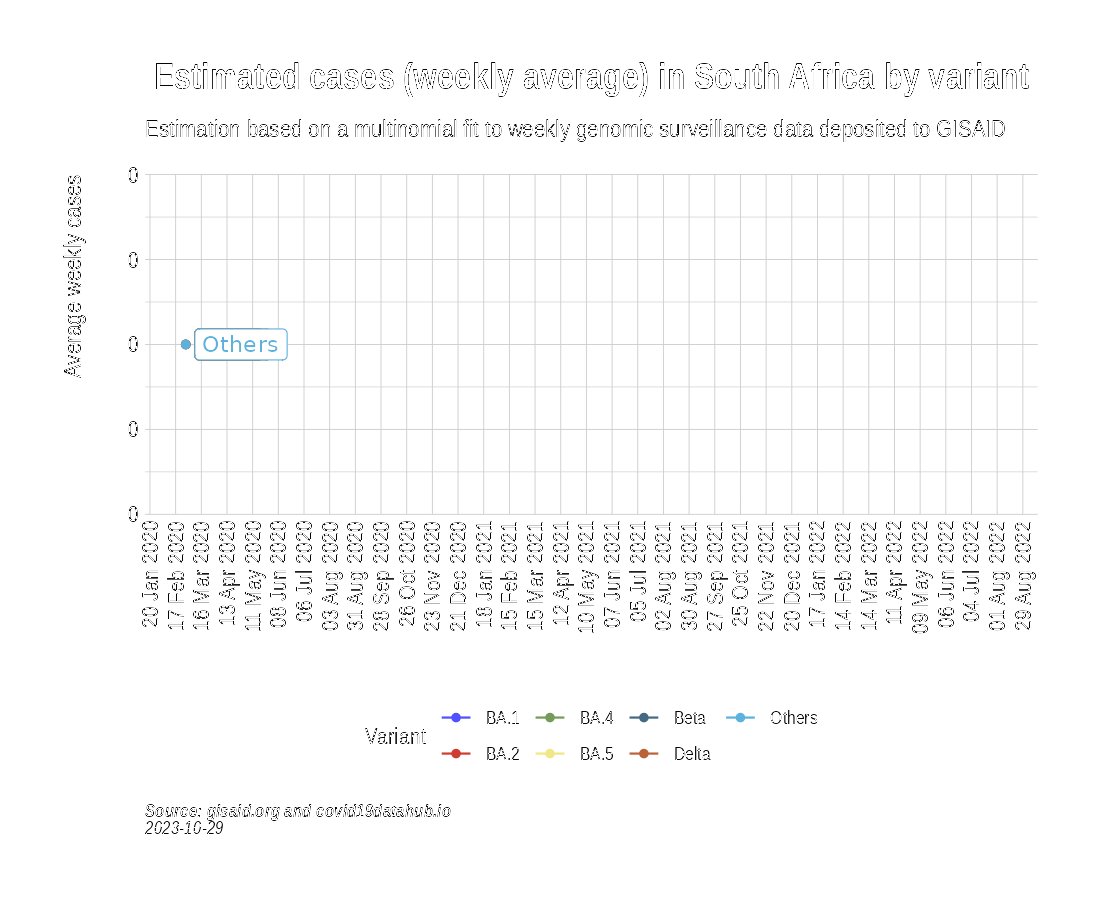 Estimated cases (weekly average) in South Africa by variant
Estimation based on a multinomial fit to weekly genomic surveillance data deposited to GISAID
Average weekly cases
0
0
0
0
0
Others
20 Jan 2020
17 Feb 2020
16 Mar 2020
13 Apr 2020
11 May 2020
08 Jun 2020
06 Jul 2020
03 Aug 2020
31 Aug 2020
28 Sep 2020
26 Oct 2020
23 Nov 2020
21 Dec 2020
18 Jan 2021
15 Feb 2021
15 Mar 2021
12 Apr 2021
10 May 2021
07 Jun 2021
05 Jul 2021
02 Aug 2021
30 Aug 2021
27 Sep 2021
25 Oct 2021
22 Nov 2021
20 Dec 2021
17 Jan 2022
14 Feb 2022
14 Mar 2022
11 Apr 2022
09 May 2022
06 Jun 2022
04 Jul 2022
01 Aug 2022
29 Aug 2022
Variant
BA.1
BA.4
Beta
Others
BA.2
BA.5
Delta
Source: gisaid.org and covid19datahub.io
2023-10-29